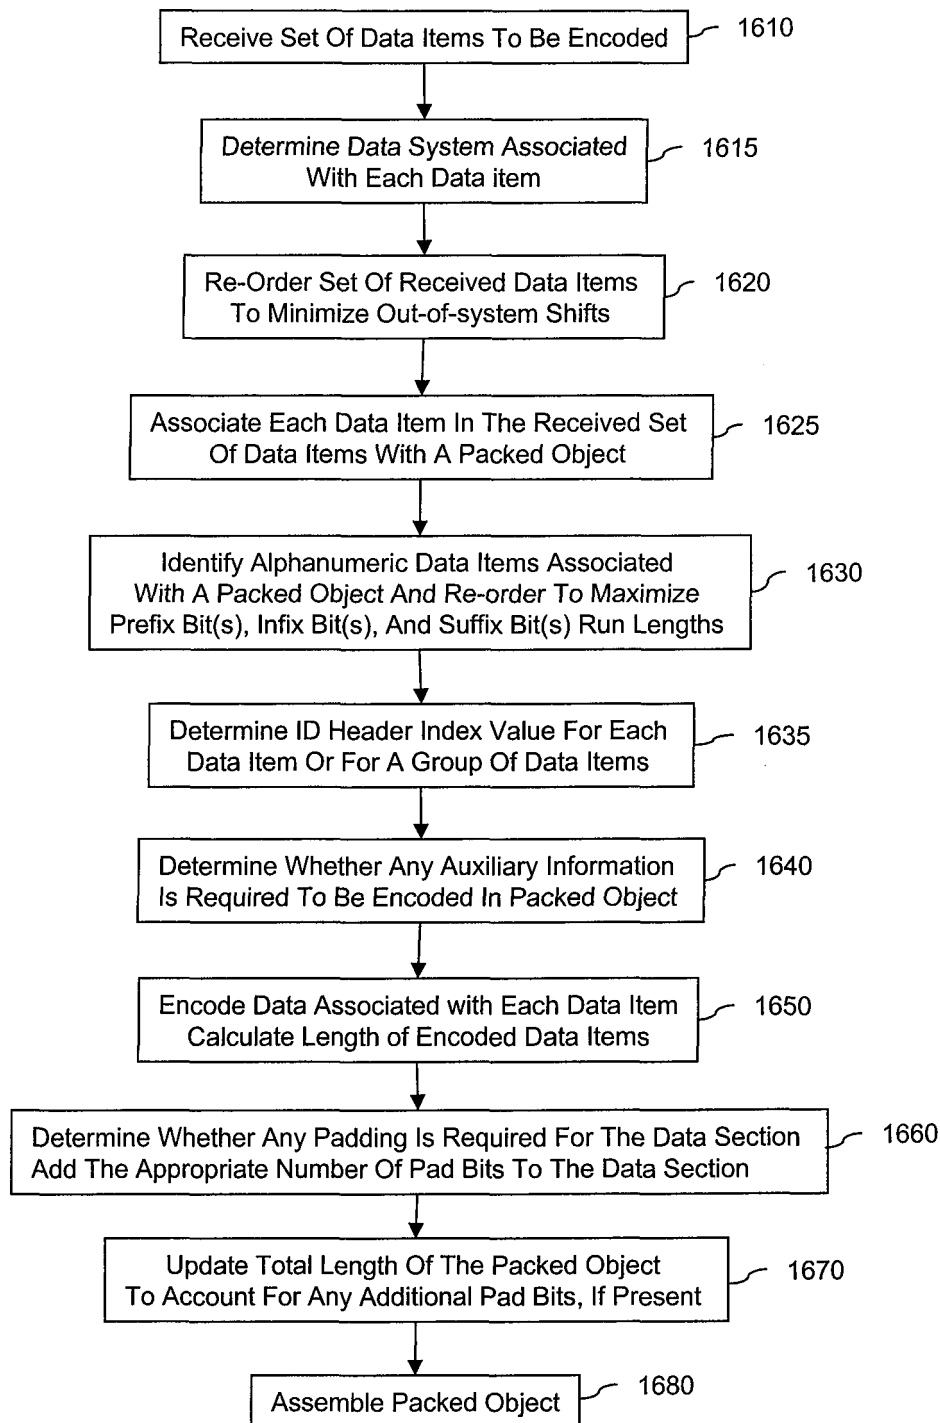 Receive Set Of Data Items To Be Encoded
1610
Determine Data System Associated
With Each Data item
1615
Re-Order Set Of Received Data Items
To Minimize Out-of-system Shifts
1620
Associate Each Data Item In The Received Set
Of Data Items With A Packed Object
1625
Identify Alphanumeric Data Items Associated
With A Packed Object And Re-order To Maximize
Prefix Bit(s), Infix Bit(s), And Suffix Bit(s) Run Lengths
1630
Determine ID Header Index Value For Each
Data Item Or For A Group Of Data Items
1635
Determine Whether Any Auxiliary Information
Is Required To Be Encoded In Packed Object
1640
Encode Data Associated with Each Data Item
Calculate Length of Encoded Data Items
1650
Determine Whether Any Padding Is Required For The Data Section
Add The Appropriate Number Of Pad Bits To The Data Section
1660
Update Total Length Of The Packed Object
To Account For Any Additional Pad Bits, If Present
1670
Assemble Packed Object
1680